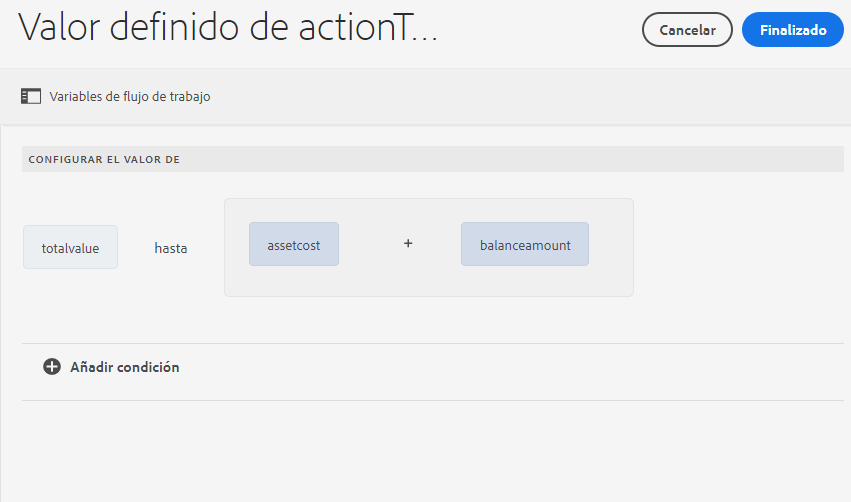 Valor definido de actionT...
Cancelar
Finalizado
Variables de flujo de trabajo
CONFIGURAR EL VALOR DE
totalvalue hasta assetcost + balanceamount
Añadir condición